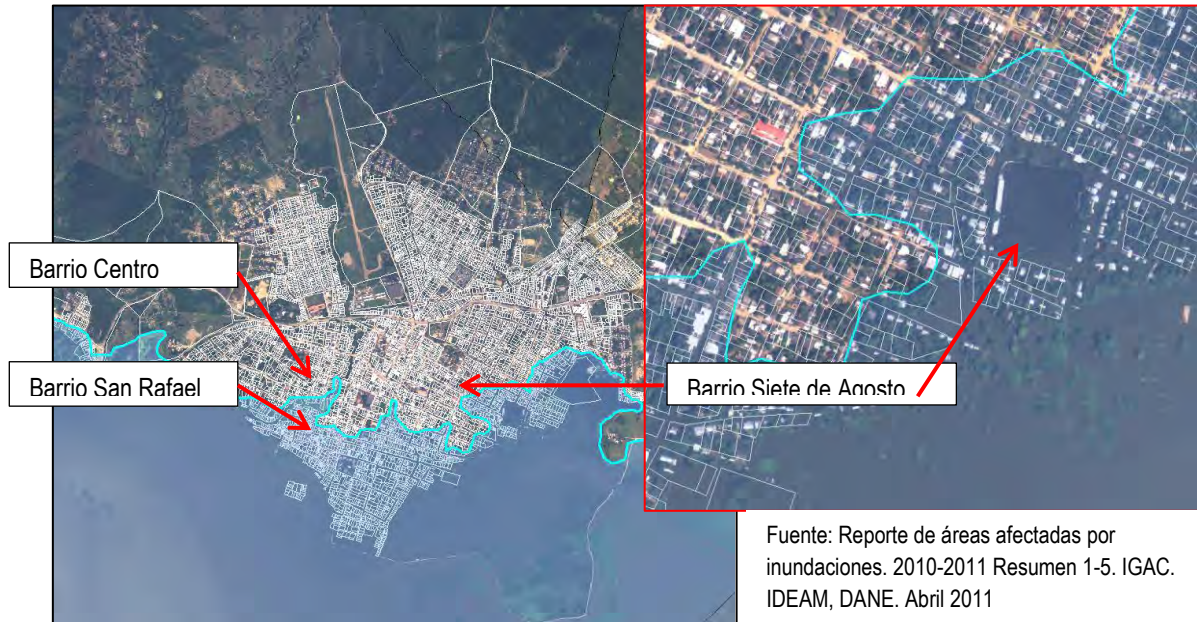 Barrio Centro
Barrio San Rafael
Barrio Siete de Agosto
Fuente: Reporte de áreas afectadas por
inundaciones. 2010-2011 Resumen 1-5. IGAC.
IDEAM, DANE. Abril 2011